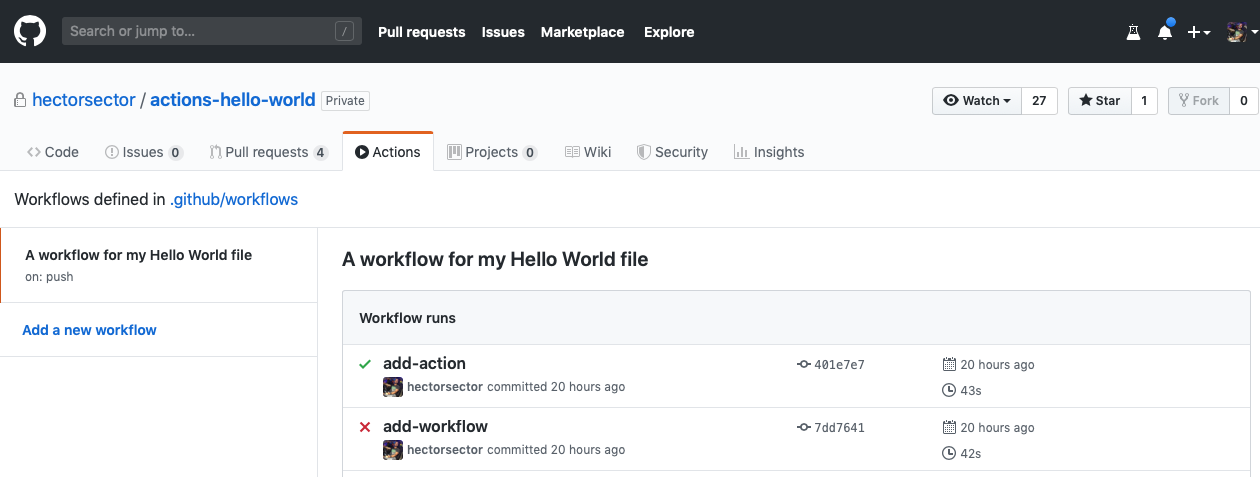 Search or jump to... / Pull requests Issues Marketplace Explore
hectorsector / actions-hello-world Private Watch 27 Star 1 Fork 0
Code Issues 0 Pull requests 4 Actions Projects 0 Wiki Security Insights
Workflows defined in .github/workflows
A workflow for my Hello World file
on: push
Add a new workflow
A workflow for my Hello World file
Workflow runs
add-action 401e7e7 20 hours ago
hectorsector committed 20 hours ago 43s
add-workflow 7dd7641 20 hours ago
hectorsector committed 20 hours ago 42s